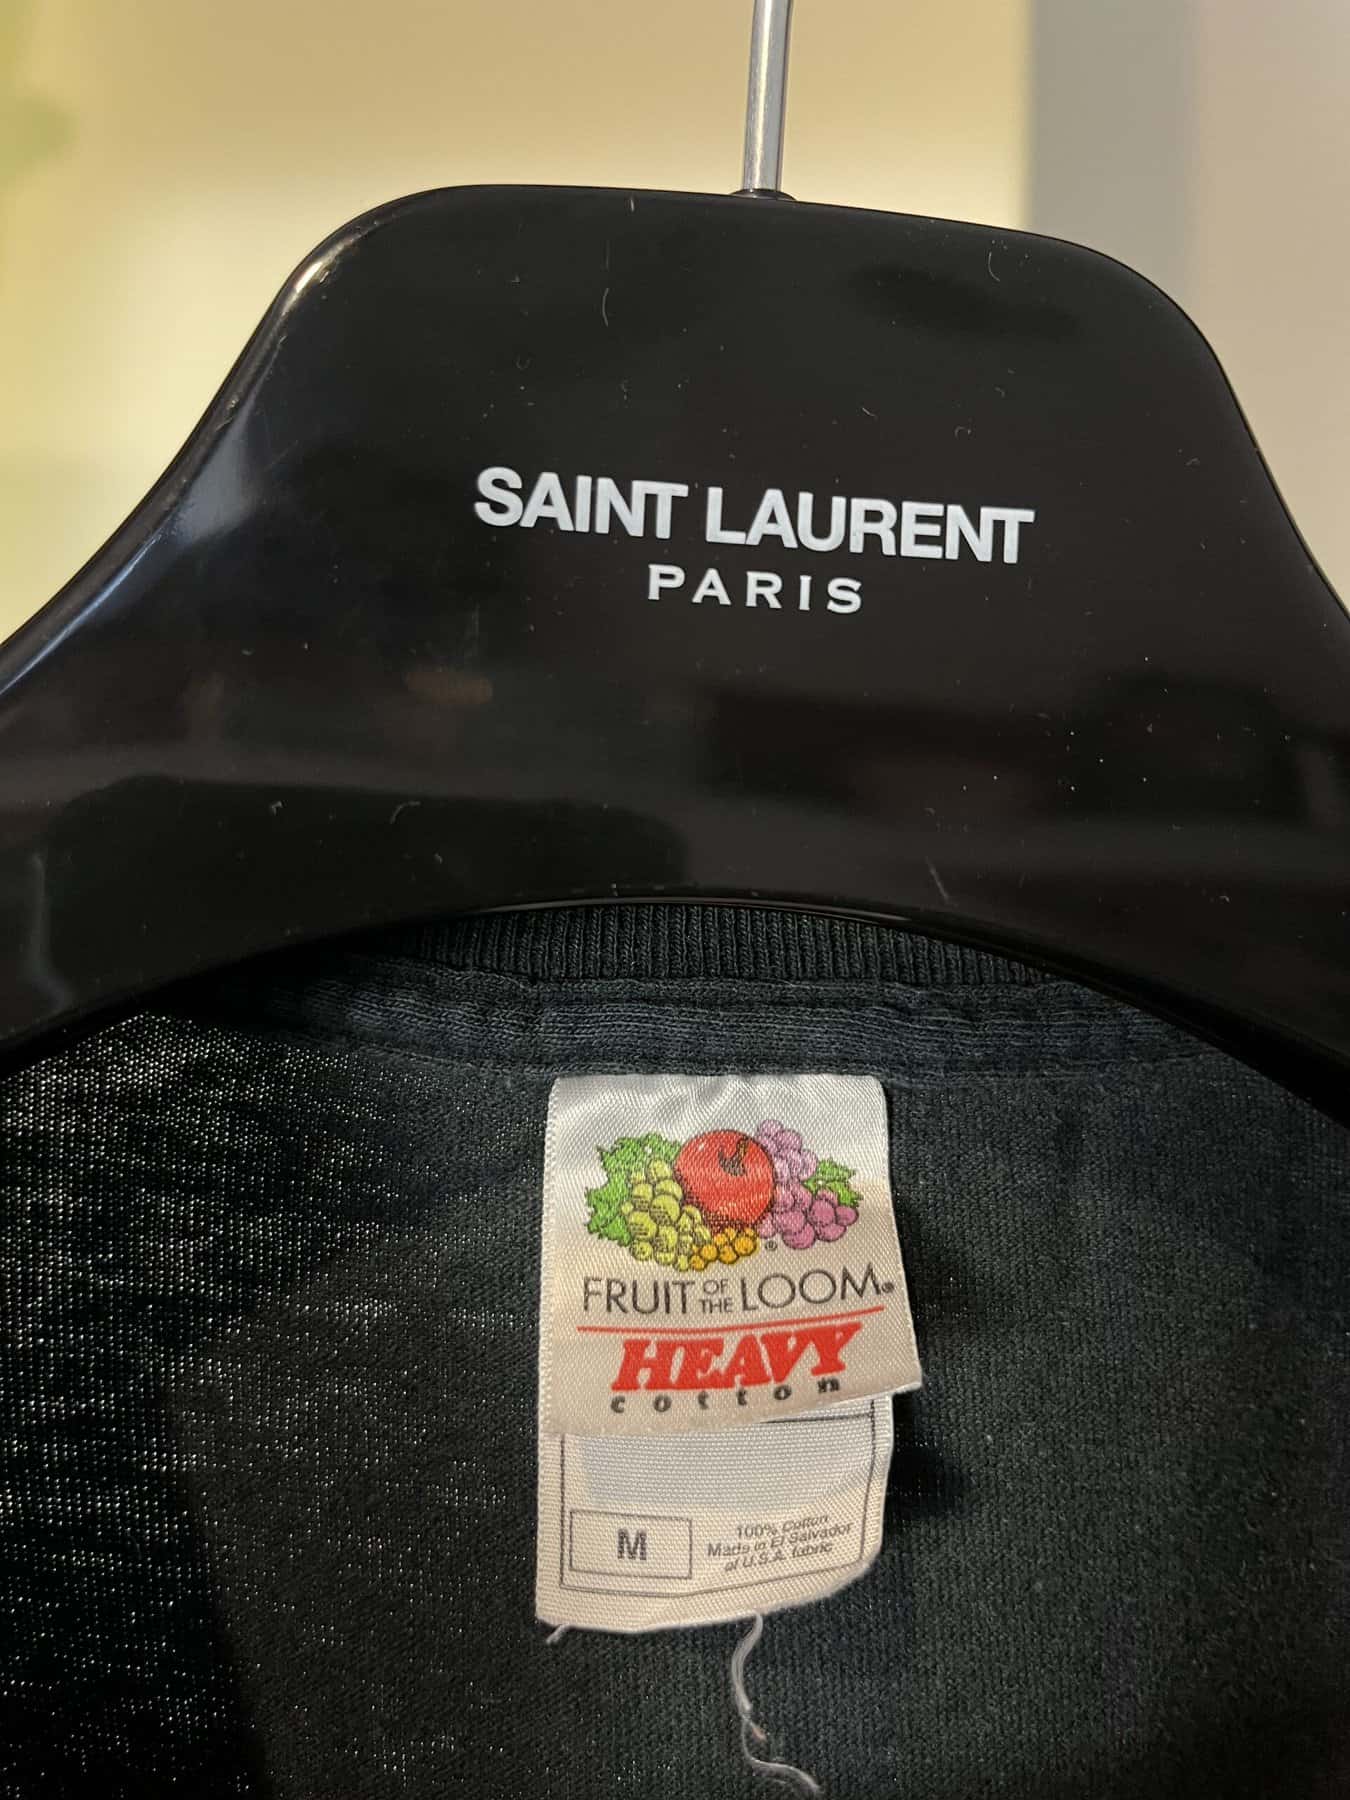 SAINT LAURENT
PARIS
FRUIT OF THE LOOM®
HEAVY
cotton
M
100% Cotton
Made in El Salvador
of U.S.A. fabric